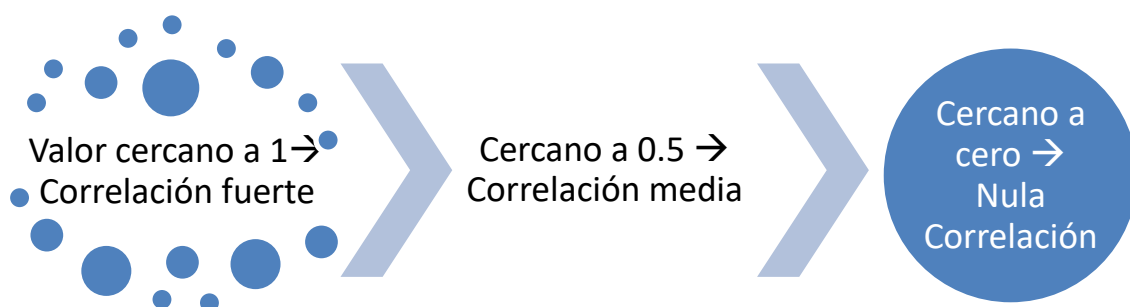 Valor cercano a 1→
Correlación fuerte
Cercano a 0.5 →
Correlación media
Cercano a
cero →
Nula
Correlación